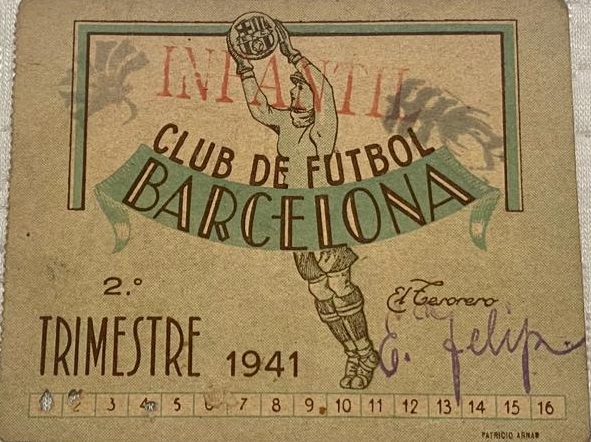 INFANTIL
CLUB DE FÚTBOL
BARCELONA
2.º
El Tesorero
TRIMESTRE 1941
E. Felip.
1 2 3 4 5 6 7 8 9 10 11 12 13 14 15 16
PATRICIO ARNAU